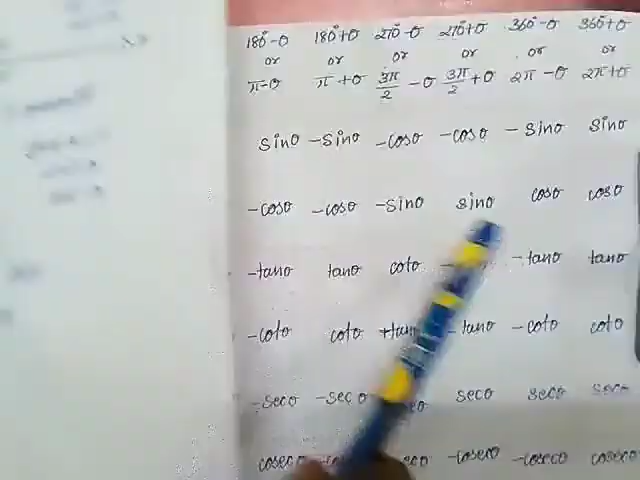 180°-θ 180°+θ 270°-θ 270°+θ 360°-θ 360°+θ
or or or or or or
π-θ π+θ 3π/2 -θ 3π/2 +θ 2π-θ 2π+θ
sinθ -sinθ -cosθ -cosθ -sinθ sinθ
-cosθ -cosθ -sinθ sinθ cosθ cosθ
-tanθ tanθ cotθ -tanθ tanθ
-cotθ cotθ -tanθ -cotθ cotθ
-secθ -secθ secθ secθ secθ
-cosecθ -cosecθ cosecθ